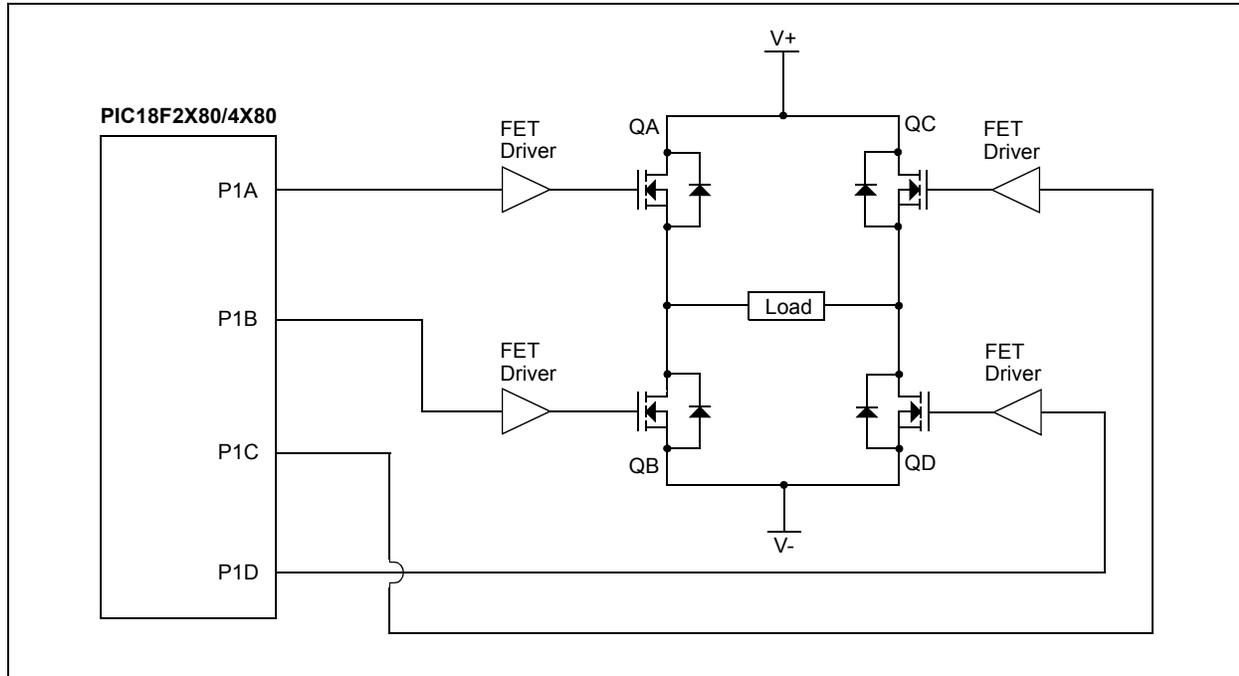 V+
PIC18F2X80/4X80
QA
FET
Driver
QC
FET
Driver
P1A
P1B
Load
FET
Driver
FET
Driver
P1C
QB
QD
V-
P1D